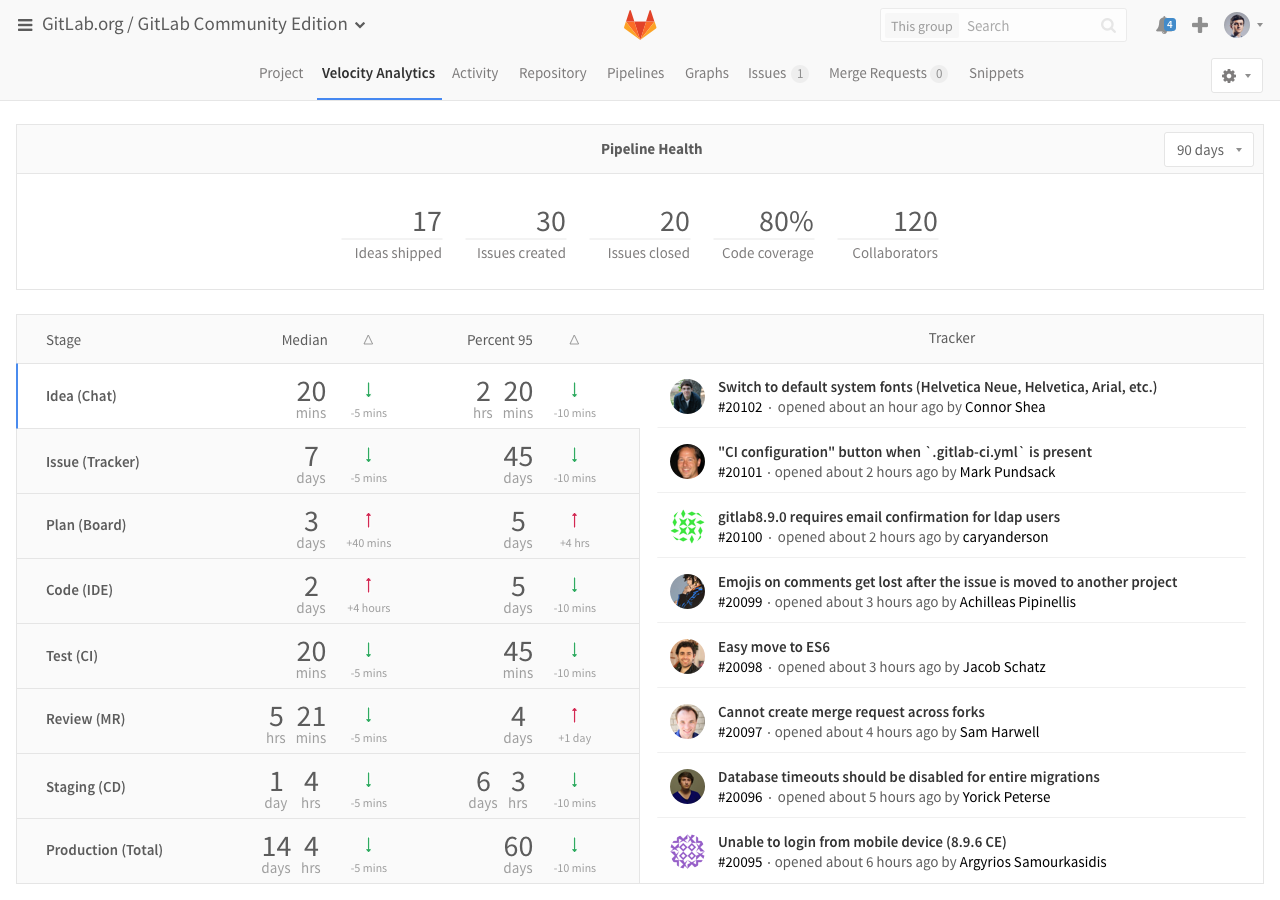 GitLab.org / GitLab Community Edition
This group Search
4
Project Velocity Analytics Activity Repository Pipelines Graphs Issues 1 Merge Requests 0 Snippets
Pipeline Health
90 days
17 30 20 80% 120
Ideas shipped Issues created Issues closed Code coverage Collaborators
Stage Median Δ Percent 95 Δ Tracker
Idea (Chat)
20 mins ↓ -5 mins
2 hrs 20 mins ↓ -10 mins
Switch to default system fonts (Helvetica Neue, Helvetica, Arial, etc.)
#20102 · opened about an hour ago by Connor Shea
Issue (Tracker)
7 days ↓ -5 mins
45 days ↓ -10 mins
"CI configuration" button when `.gitlab-ci.yml` is present
#20101 · opened about 2 hours ago by Mark Pundsack
Plan (Board)
3 days ↑ +40 mins
5 days ↑ +4 hrs
gitlab8.9.0 requires email confirmation for ldap users
#20100 · opened about 2 hours ago by caryanderson
Code (IDE)
2 days ↑ +4 hours
5 days ↓ -10 mins
Emojis on comments get lost after the issue is moved to another project
#20099 · opened about 3 hours ago by Achilleas Pipinellis
Test (CI)
20 mins ↓ -5 mins
45 mins ↓ -10 mins
Easy move to ES6
#20098 · opened about 3 hours ago by Jacob Schatz
Review (MR)
5 hrs 21 mins ↓ -5 mins
4 days ↑ +1 day
Cannot create merge request across forks
#20097 · opened about 4 hours ago by Sam Harwell
Staging (CD)
1 day 4 hrs ↓ -5 mins
6 days 3 hrs ↓ -10 mins
Database timeouts should be disabled for entire migrations
#20096 · opened about 5 hours ago by Yorick Peterse
Production (Total)
14 days 4 hrs ↓ -5 mins
60 days ↓ -10 mins
Unable to login from mobile device (8.9.6 CE)
#20095 · opened about 6 hours ago by Argyrios Samourkasidis